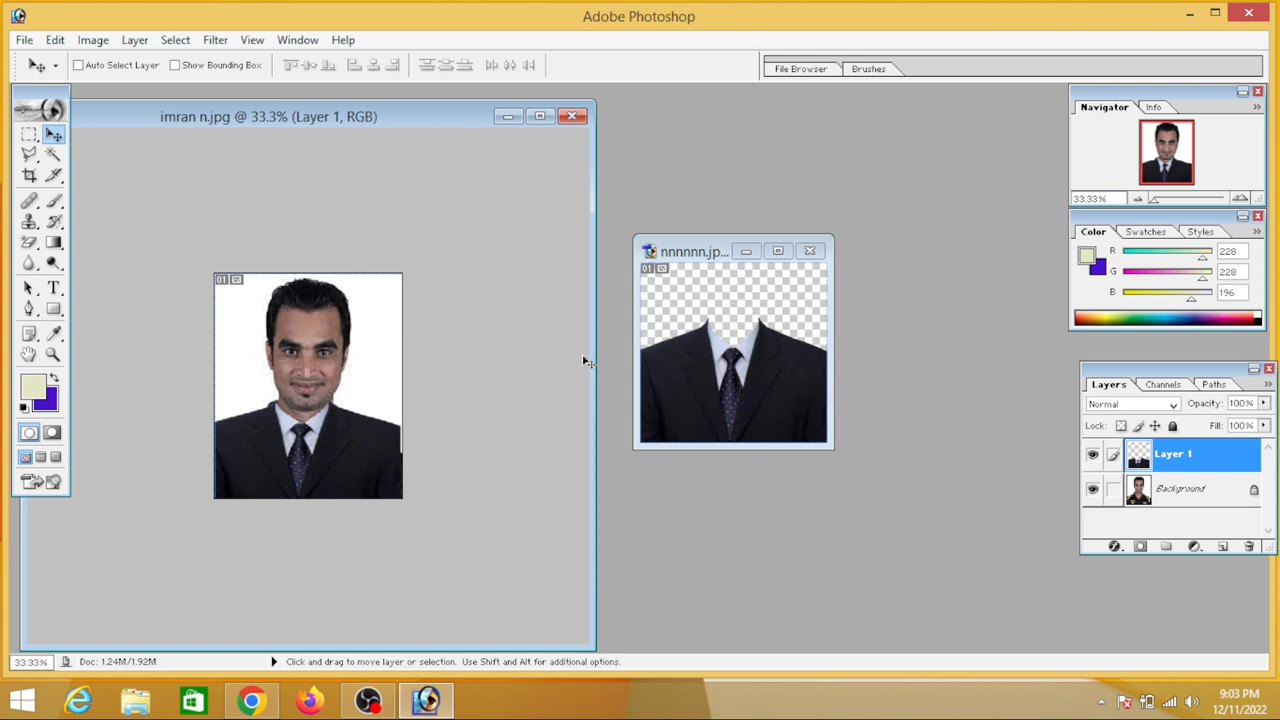 Adobe Photoshop
File Edit Image Layer Select Filter View Window Help
Auto Select Layer Show Bounding Box
File Browser Brushes
imran n.jpg @ 33.3% (Layer 1, RGB)
01
nnnnnn.jp...
01
Navigator Info
33.33%
Color Swatches Styles
R 228
G 228
B 196
Layers Channels Paths
Normal Opacity: 100%
Lock: Fill: 100%
Layer 1
Background
33.33% Doc: 1.24M/1.92M Click and drag to move layer or selection. Use Shift and Alt for additional options.
9:03 PM
12/11/2022